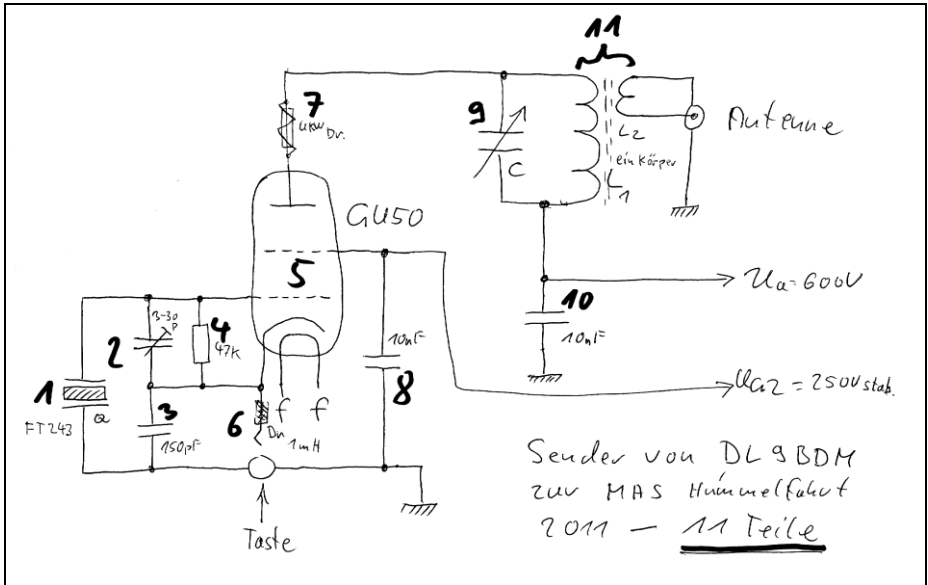 11
7
UKW
Dr.
9
C
L2
ein Körper
L1
Antenne
GU50
5
10
10nF
Ua=600V
3-30
p
2
4
47K
1
FT243
Q
3
150pF
6
Dr.
1mH
f f
10nF
8
UG2 = 250V stab.
Taste
Sender von DL9BDM
zur MAS Himmelfahrt
2011 — 11 Teile